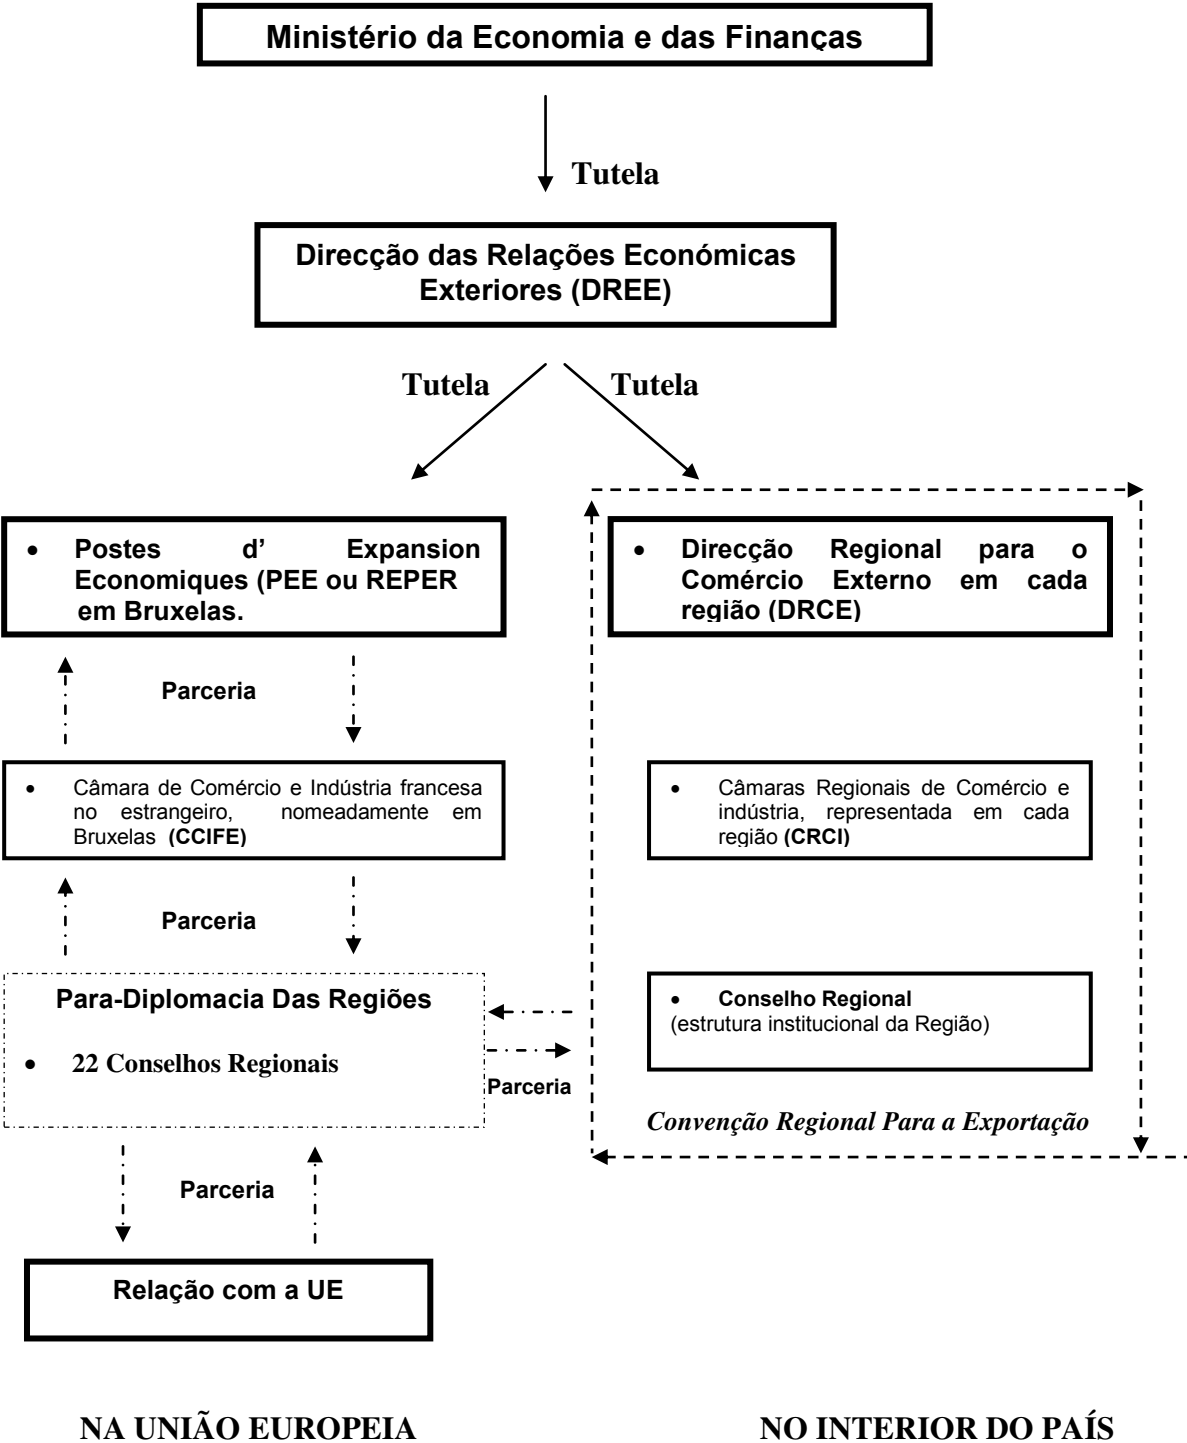 Ministério da Economia e das Finanças
Tutela
Direcção das Relações Económicas
Exteriores (DREE)
Tutela
Tutela
• Postes d' Expansion
Economiques (PEE ou REPER
em Bruxelas.
• Direcção Regional para o
Comércio Externo em cada
região (DRCE)
Parceria
• Câmara de Comércio e Indústria francesa
no estrangeiro, nomeadamente em
Bruxelas (CCIFE)
• Câmaras Regionais de Comércio e
indústria, representada em cada
região (CRCI)
Parceria
Para-Diplomacia Das Regiões
• 22 Conselhos Regionais
• Conselho Regional
(estrutura institucional da Região)
Parceria
Convenção Regional Para a Exportação
Parceria
Relação com a UE
NA UNIÃO EUROPEIA
NO INTERIOR DO PAÍS